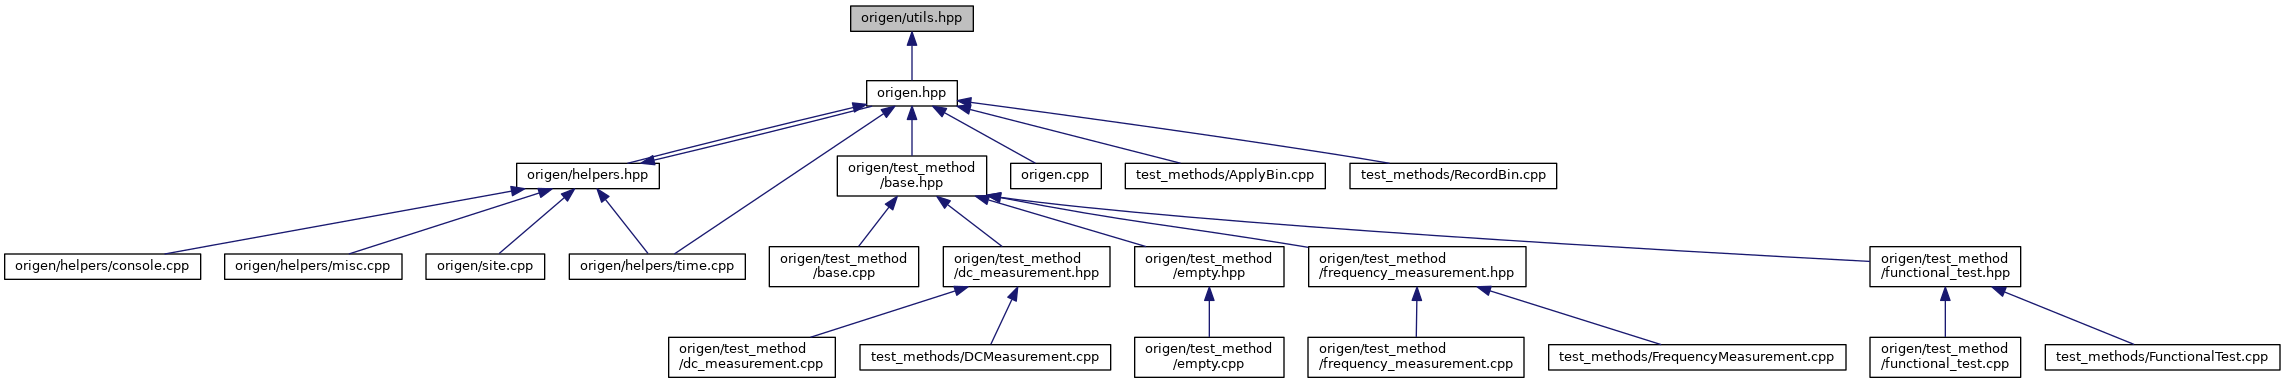 origen/utils.hpp
origen.hpp
origen/helpers.hpp
origen/test_method
/base.hpp
origen.cpp
test_methods/ApplyBin.cpp
test_methods/RecordBin.cpp
origen/helpers/console.cpp
origen/helpers/misc.cpp
origen/site.cpp
origen/helpers/time.cpp
origen/test_method
/base.cpp
origen/test_method
/dc_measurement.hpp
origen/test_method
/empty.hpp
origen/test_method
/frequency_measurement.hpp
origen/test_method
/functional_test.hpp
origen/test_method
/dc_measurement.cpp
test_methods/DCMeasurement.cpp
origen/test_method
/empty.cpp
origen/test_method
/frequency_measurement.cpp
test_methods/FrequencyMeasurement.cpp
origen/test_method
/functional_test.cpp
test_methods/FunctionalTest.cpp